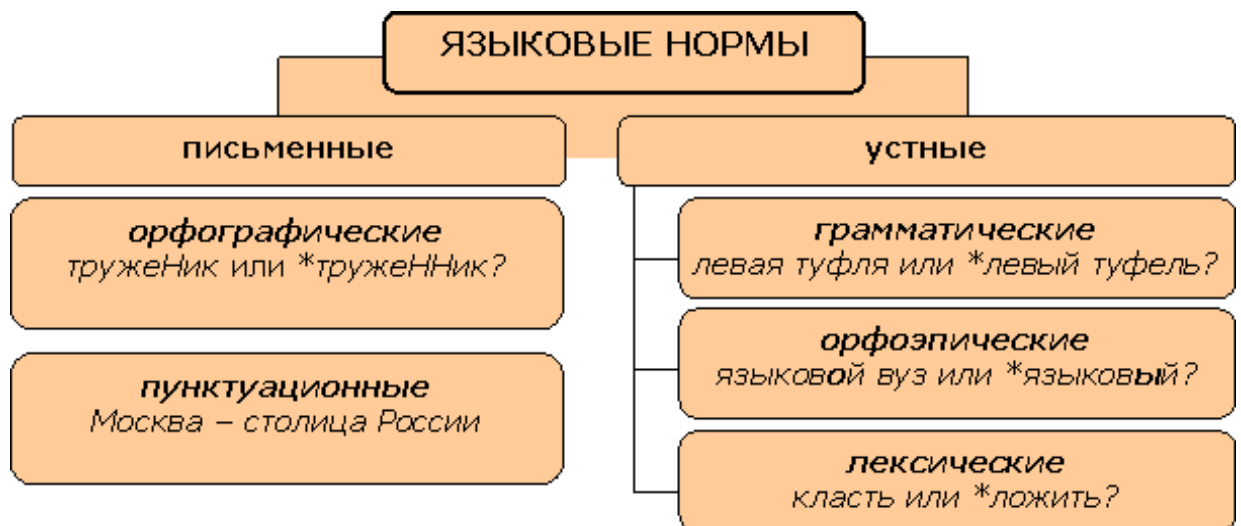 ЯЗЫКОВЫЕ НОРМЫ
письменные
орфографические
тружеНик или *тружеННик?
пунктуационные
Москва – столица России
устные
грамматические
левая туфля или *левый туфель?
орфоэпические
языковой вуз или *языковый?
лексические
класть или *ложить?